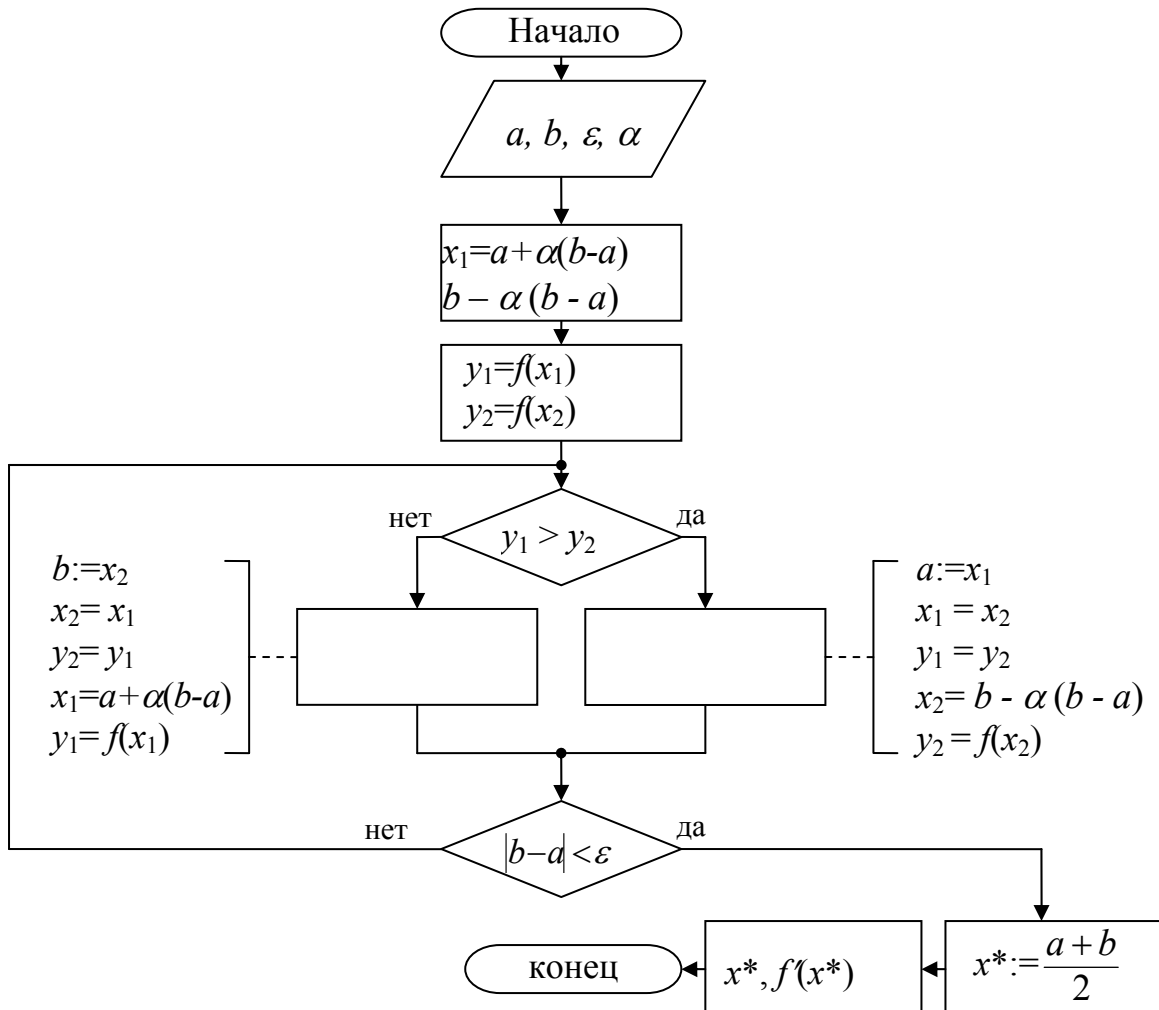 Начало
a, b, ε, α
x₁=a+α(b-a)
b – α (b - a)
y₁=f(x₁)
y₂=f(x₂)
нет
да
y₁ > y₂
b:=x₂
x₂= x₁
y₂= y₁
x₁=a+α(b-a)
y₁= f(x₁)
a:=x₁
x₁ = x₂
y₁ = y₂
x₂= b - α (b - a)
y₂ = f(x₂)
нет
да
|b–a| < ε
конец
x*, f′(x*)
x*:= (a + b)/2